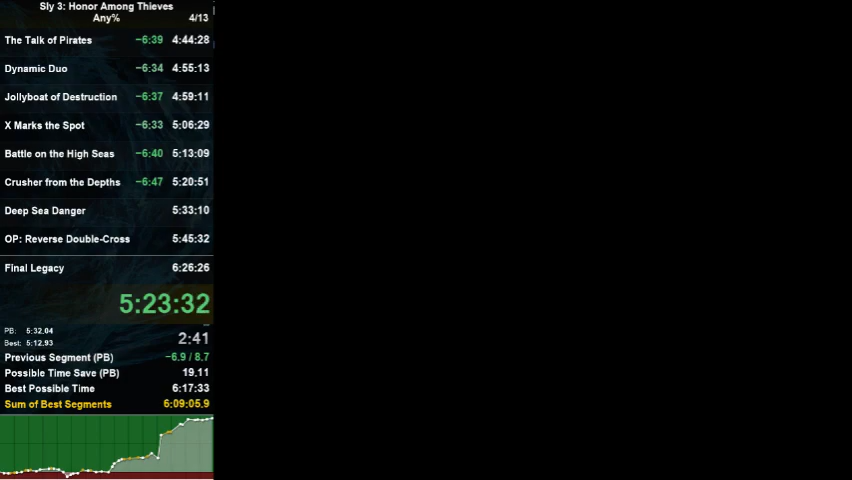 Sly 3: Honor Among Thieves
Any% 4/13
The Talk of Pirates −6:39 4:44:28
Dynamic Duo −6:34 4:55:13
Jollyboat of Destruction −6:37 4:59:11
X Marks the Spot −6:33 5:06:29
Battle on the High Seas −6:40 5:13:09
Crusher from the Depths −6:47 5:20:51
Deep Sea Danger 5:33:10
OP: Reverse Double-Cross 5:45:32
Final Legacy 6:26:26
5:23:32
PB: 5:32.04
Best: 5:12.93
2:41
Previous Segment (PB) −6.9 / 8.7
Possible Time Save (PB) 19.11
Best Possible Time 6:17:33
Sum of Best Segments 6:09:05.9